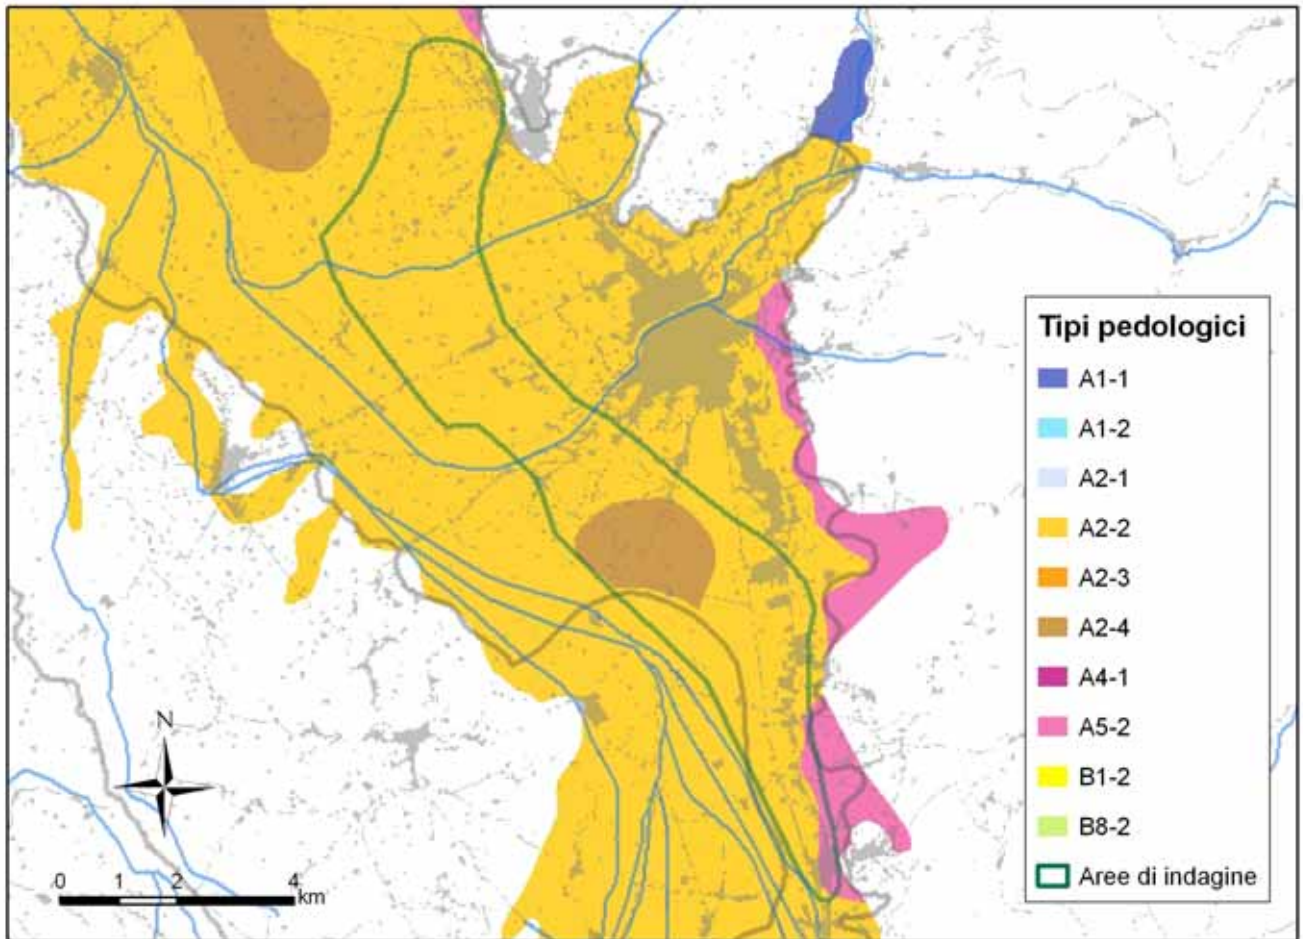 Tipi pedologici
A1-1
A1-2
A2-1
A2-2
A2-3
A2-4
A4-1
A5-2
B1-2
B8-2
Aree di indagine
N
0 1 2 4
km